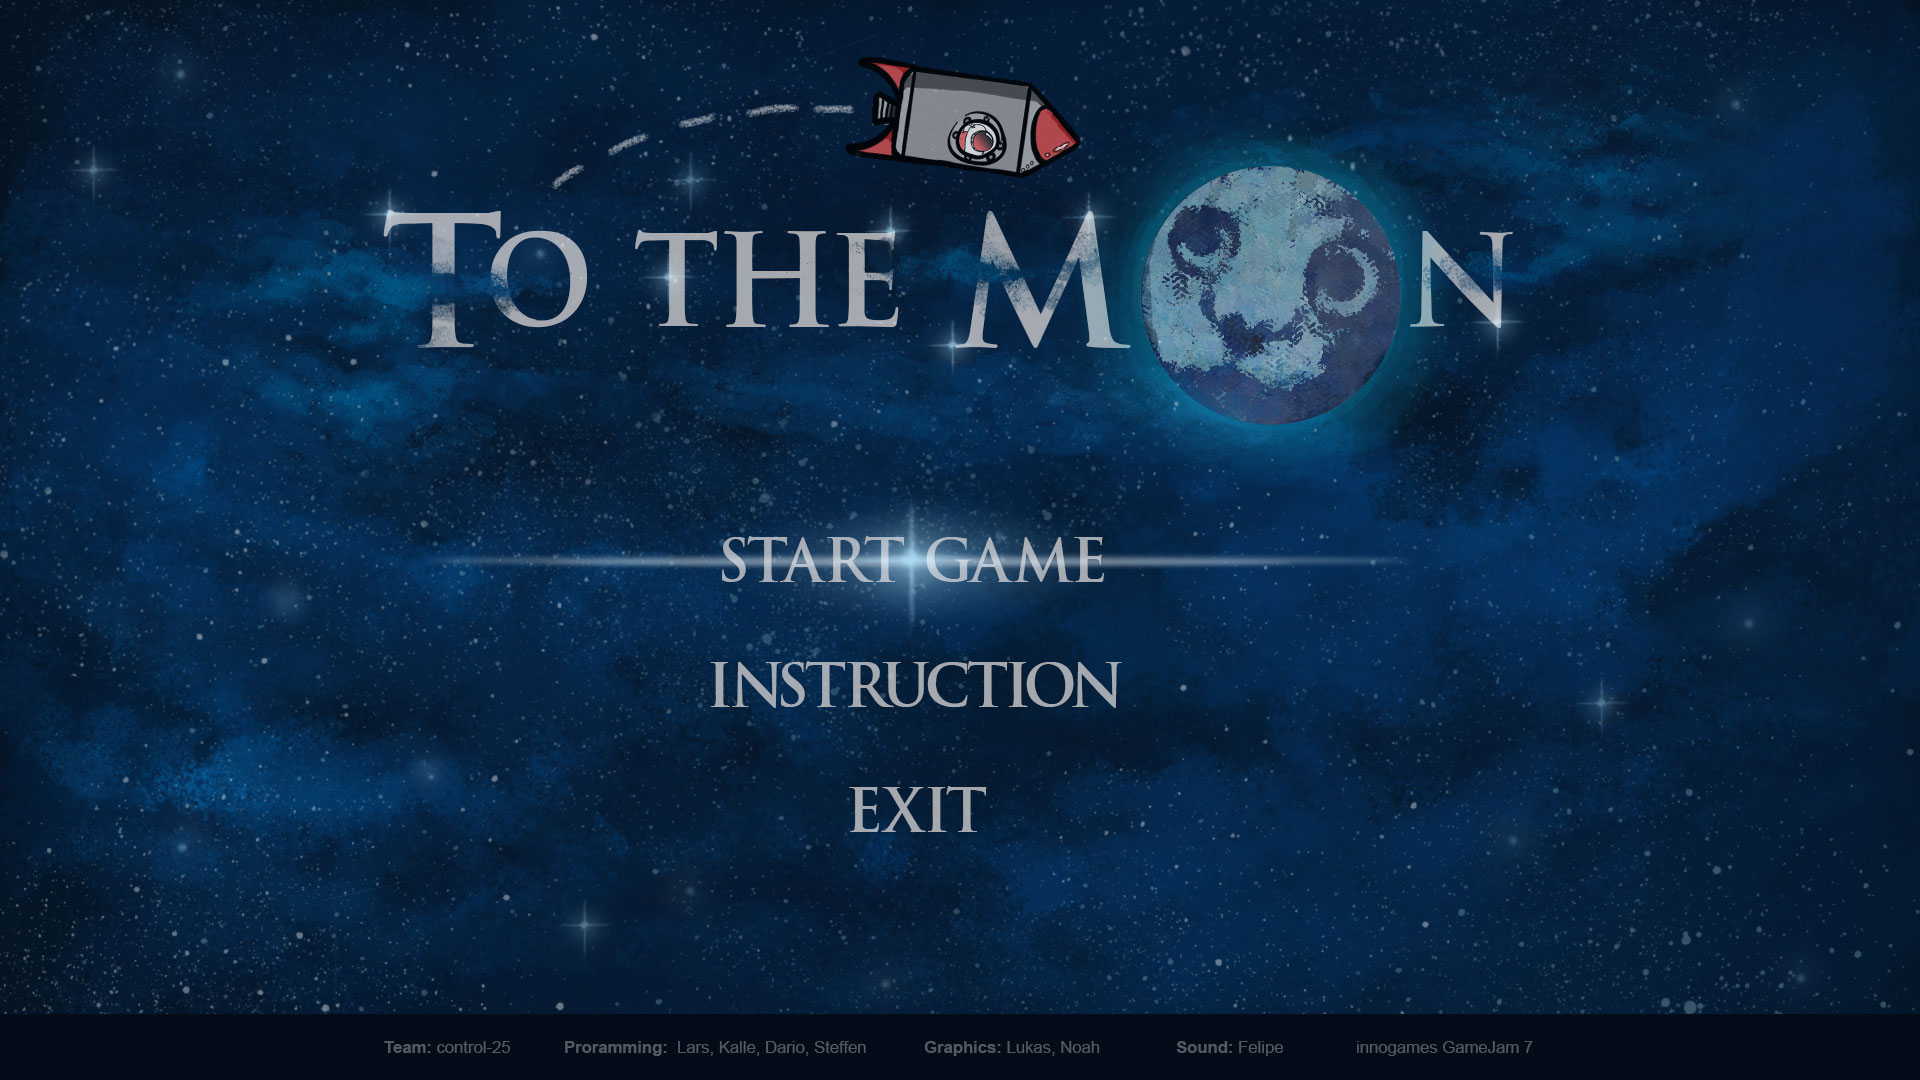 TO THE MOON
START GAME
INSTRUCTION
EXIT
Team: control-25 Proramming: Lars, Kalle, Dario, Steffen Graphics: Lukas, Noah Sound: Felipe innogames GameJam 7